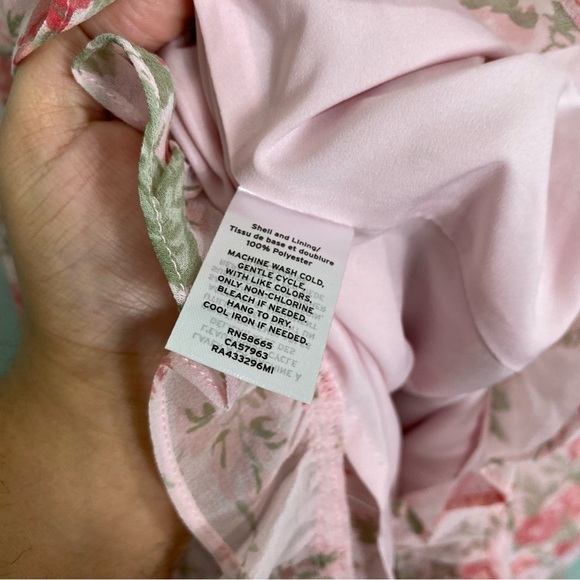 Shell and Lining/
Tissu de base et doublure
100% Polyester
MACHINE WASH COLD,
GENTLE CYCLE,
WITH LIKE COLORS.
ONLY NON-CHLORINE
BLEACH IF NEEDED.
HANG TO DRY.
COOL IRON IF NEEDED.
RN58665
CA57963
RA433296MI